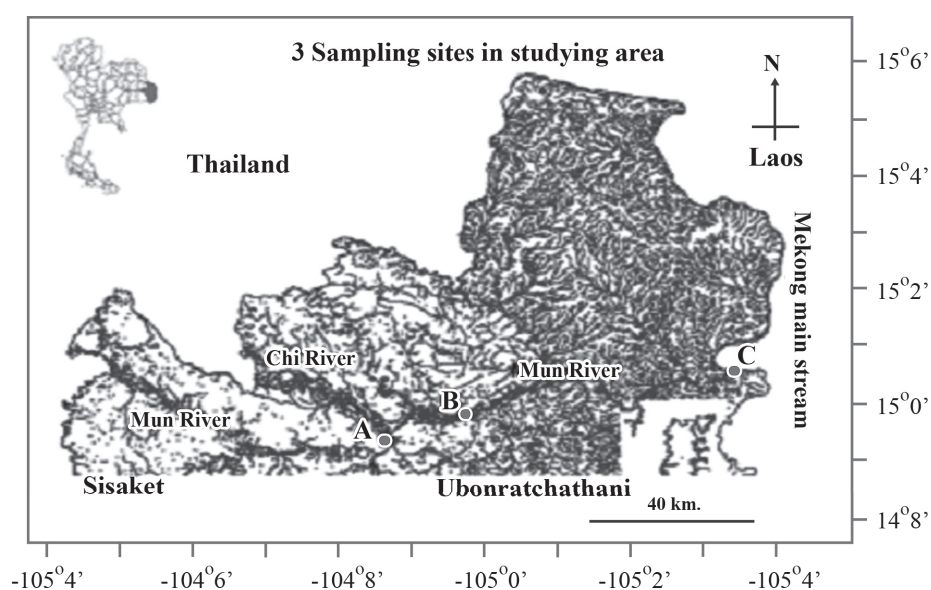 3 Sampling sites in studying area
15°6’
N
Laos
Thailand
15°4’
Mekong main stream
15°2’
Chi River
Mun River
C
B
15°0’
Mun River
A
Sisaket
Ubonratchathani
40 km.
14°8’
-105°4’
-104°6’
-104°8’
-105°0’
-105°2’
-105°4’